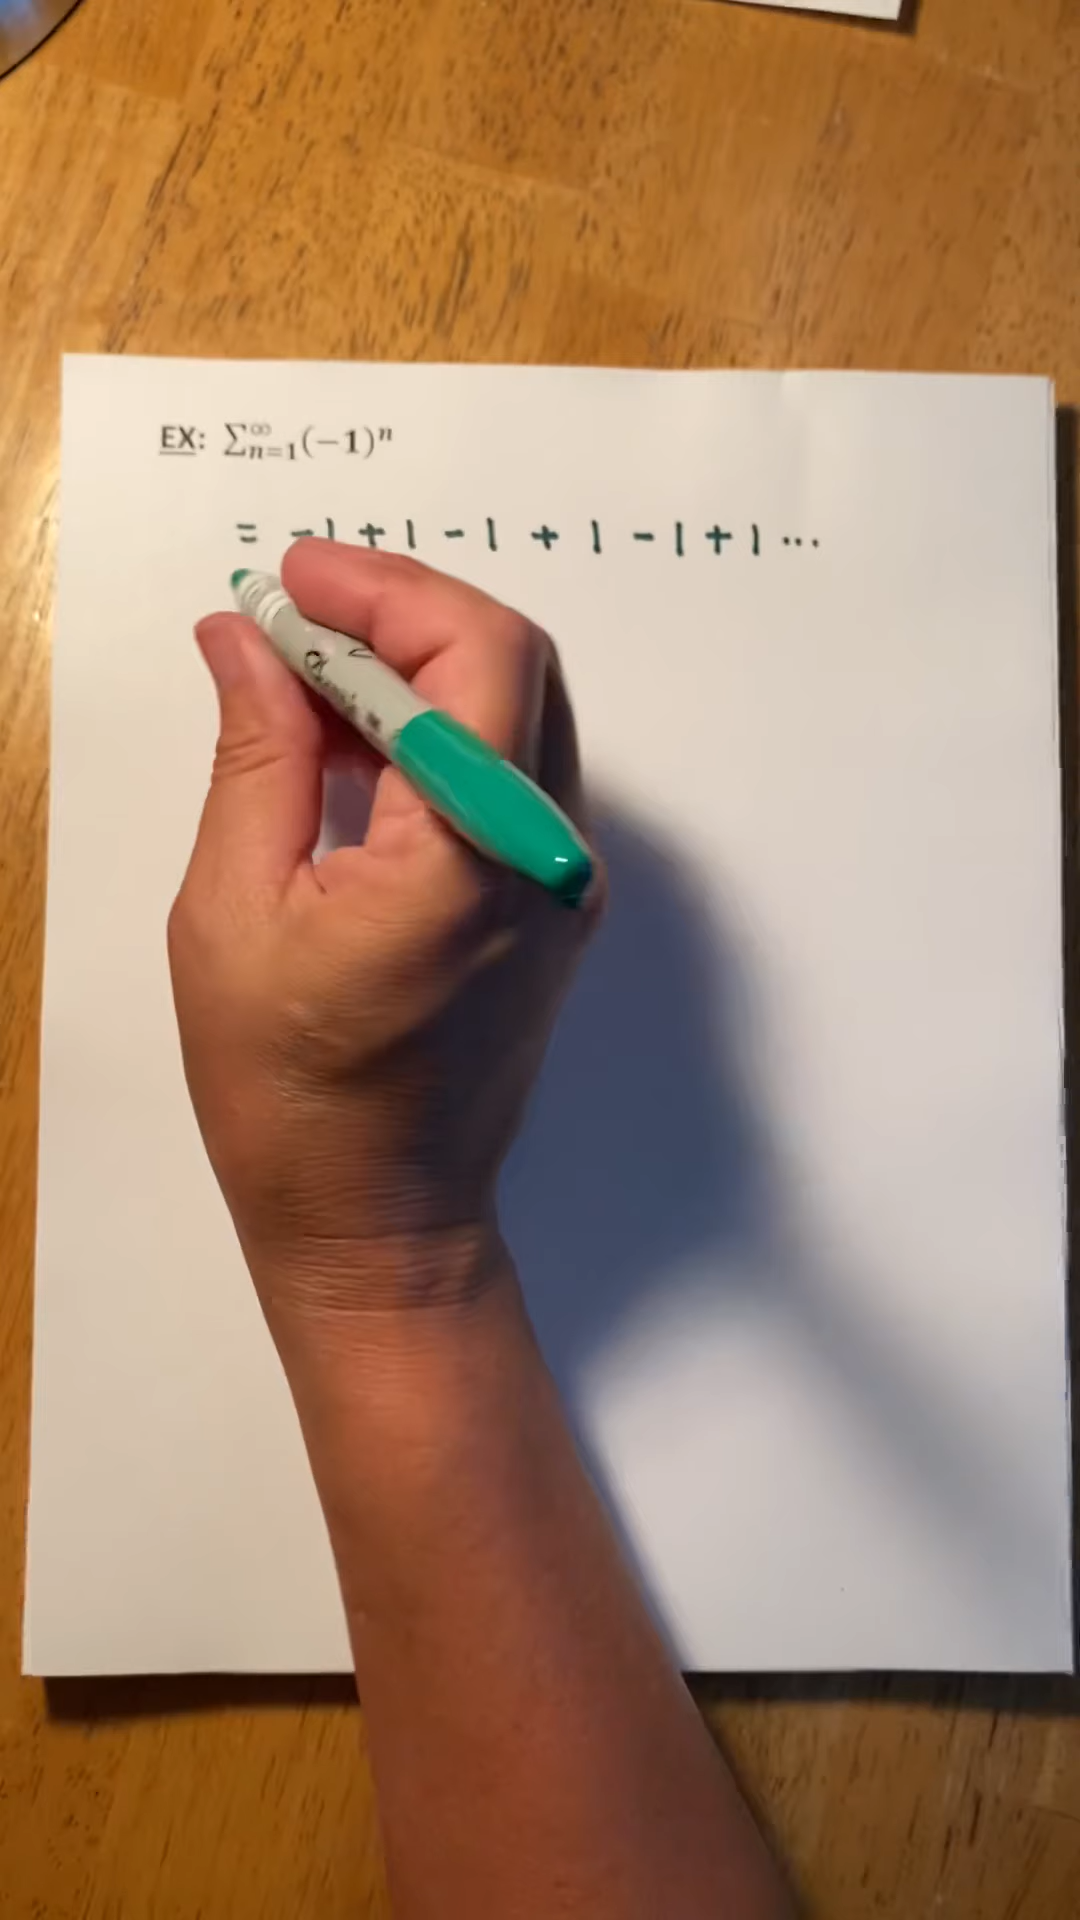 EX: ∑_{n=1}^{∞}(−1)^n
= -1 + 1 - 1 + 1 - 1 + 1 ...